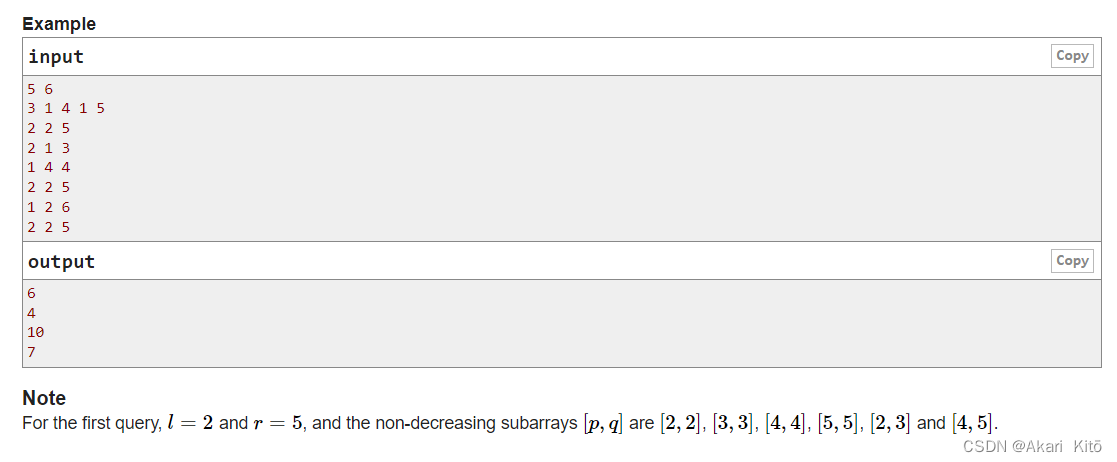 Example
input
Copy
5 6
3 1 4 1 5
2 2 5
2 1 3
1 4 4
2 2 5
1 2 6
2 2 5
output
Copy
6
4
10
7
Note
For the first query, l = 2 and r = 5, and the non-decreasing subarrays [p, q] are [2, 2], [3, 3], [4, 4], [5, 5], [2, 3] and [4, 5].
CSDN @Akari_Kitō